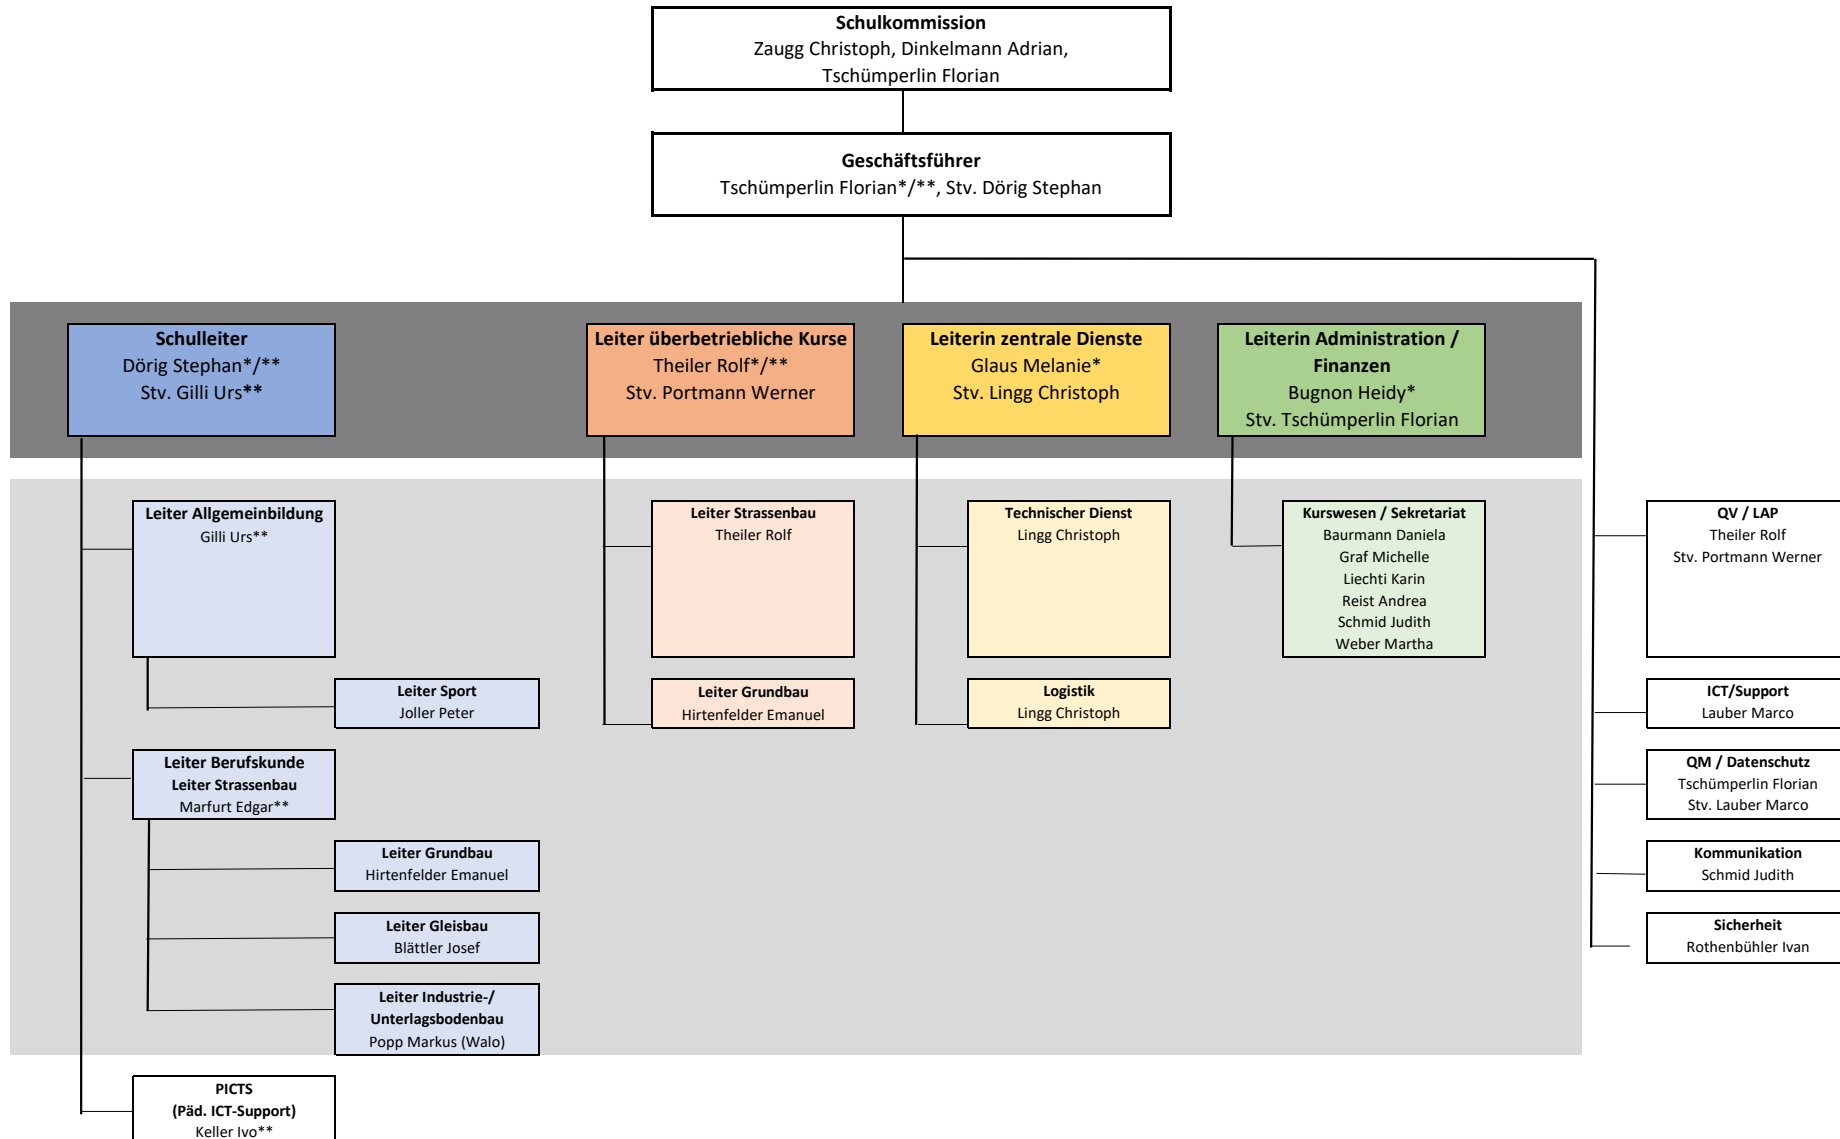 Schulkommission
Zaugg Christoph, Dinkelmann Adrian,
Tschümperlin Florian
Geschäftsführer
Tschümperlin Florian*/**, Stv. Dörig Stephan
Schulleiter
Dörig Stephan*/**
Stv. Gilli Urs**
Leiter überbetriebliche Kurse
Theiler Rolf*/**
Stv. Portmann Werner
Leiterin zentrale Dienste
Glaus Melanie*
Stv. Lingg Christoph
Leiterin Administration /
Finanzen
Bugnon Heidy*
Stv. Tschümperlin Florian
Leiter Allgemeinbildung
Gilli Urs**
Leiter Strassenbau
Theiler Rolf
Technischer Dienst
Lingg Christoph
Kurswesen / Sekretariat
Baurmann Daniela
Graf Michelle
Liechti Karin
Reist Andrea
Schmid Judith
Weber Martha
QV / LAP
Theiler Rolf
Stv. Portmann Werner
Leiter Sport
Joller Peter
Leiter Grundbau
Hirtenfelder Emanuel
Logistik
Lingg Christoph
ICT/Support
Lauber Marco
Leiter Berufskunde
Leiter Strassenbau
Marfurt Edgar**
QM / Datenschutz
Tschümperlin Florian
Stv. Lauber Marco
Leiter Grundbau
Hirtenfelder Emanuel
Kommunikation
Schmid Judith
Leiter Gleisbau
Blättler Josef
Sicherheit
Rothenbühler Ivan
Leiter Industrie-/
Unterlagsbodenbau
Popp Markus (Walo)
PICTS
(Päd. ICT-Support)
Keller Ivo**